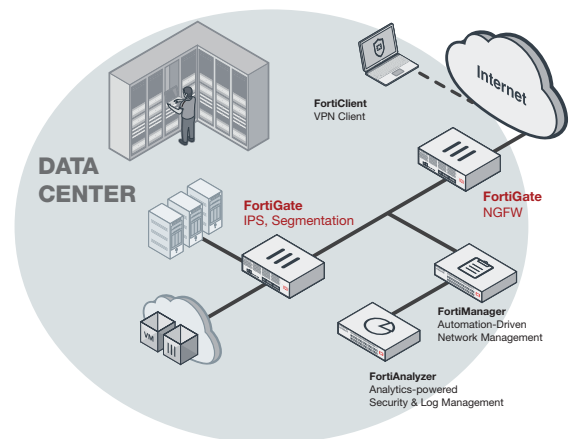 FortiClient
VPN Client
Internet
DATA
CENTER
FortiGate
IPS, Segmentation
FortiGate
NGFW
VM
FortiManager
Automation-Driven
Network Management
FortiAnalyzer
Analytics-powered
Security & Log Management